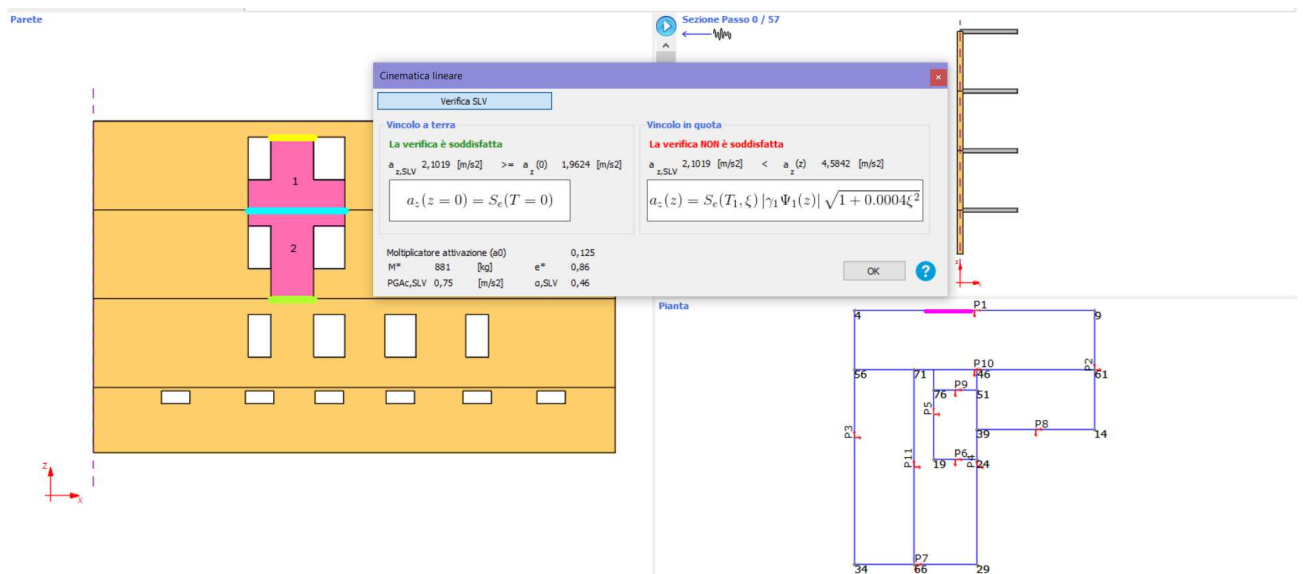 Parete
Sezione Passo 0 / 57
Cinematica lineare
Verifica SLV
Vincolo a terra
La verifica è soddisfatta
a z,SLV 2,1019 [m/s2] >= a z (0) 1,9624 [m/s2]
a_z(z = 0) = S_e(T = 0)
Vincolo in quota
La verifica NON è soddisfatta
a z,SLV 2,1019 [m/s2] < a z (z) 4,5842 [m/s2]
a_z(z) = S_e(T_1, ξ) |γ_1 Ψ_1(z)| √1 + 0.0004ξ²
Moltiplicatore attivazione (a0) 0,125
M* 881 [kg] e* 0,86
PGAc,SLV 0,75 [m/s2] α,SLV 0,46
OK
?
1
2
z
x
z
Pianta
P1
4
9
P10
P2
56
71
46
61
P9
76
51
P5
P3
39
P8
14
P11
P6
P4
19
24
P7
34
66
29